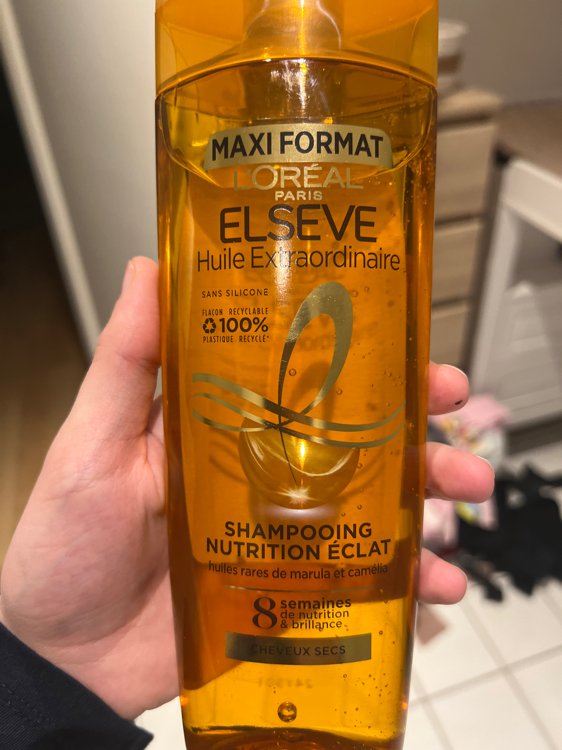 MAXI FORMAT
L'ORÉAL
PARIS
ELSEVE
Huile Extraordinaire
SANS SILICONE
FLACON RECYCLABLE
100%
PLASTIQUE RECYCLÉ*
SHAMPOOING
NUTRITION ÉCLAT
huiles rares de marula et camélia
8 semaines
de nutrition
& brillance
CHEVEUX SECS